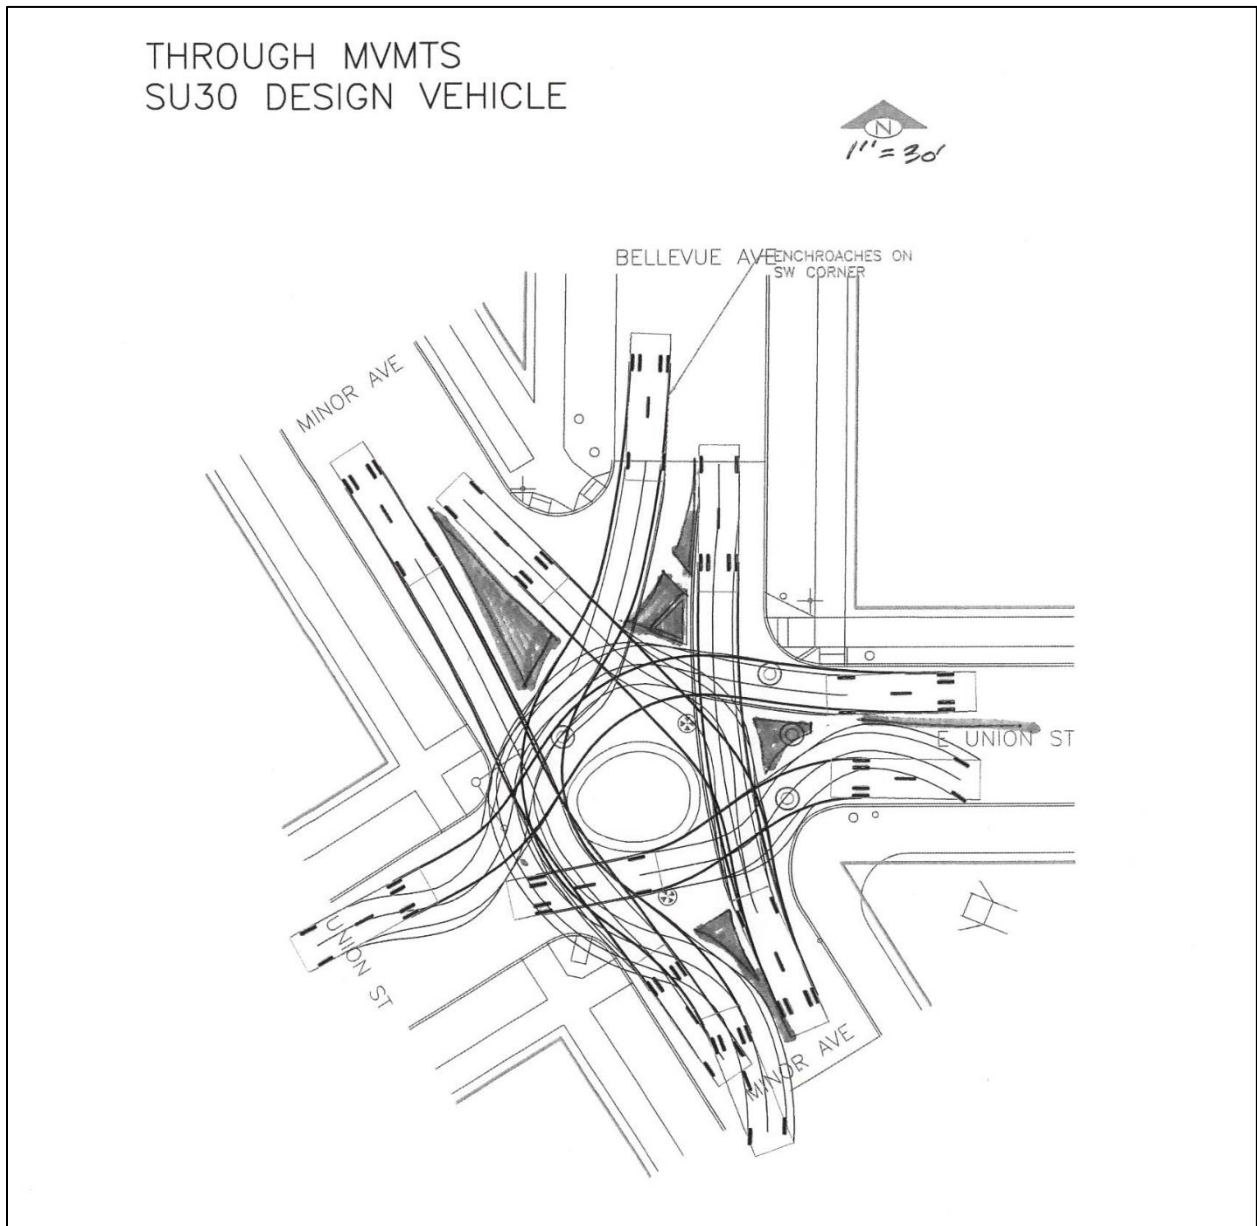 THROUGH MVMTS
SU30 DESIGN VEHICLE
N
1" = 30'
BELLEVUE AVE
ENCHROACHES ON
SW CORNER
MINOR AVE
E UNION ST
UNION ST
MINOR AVE